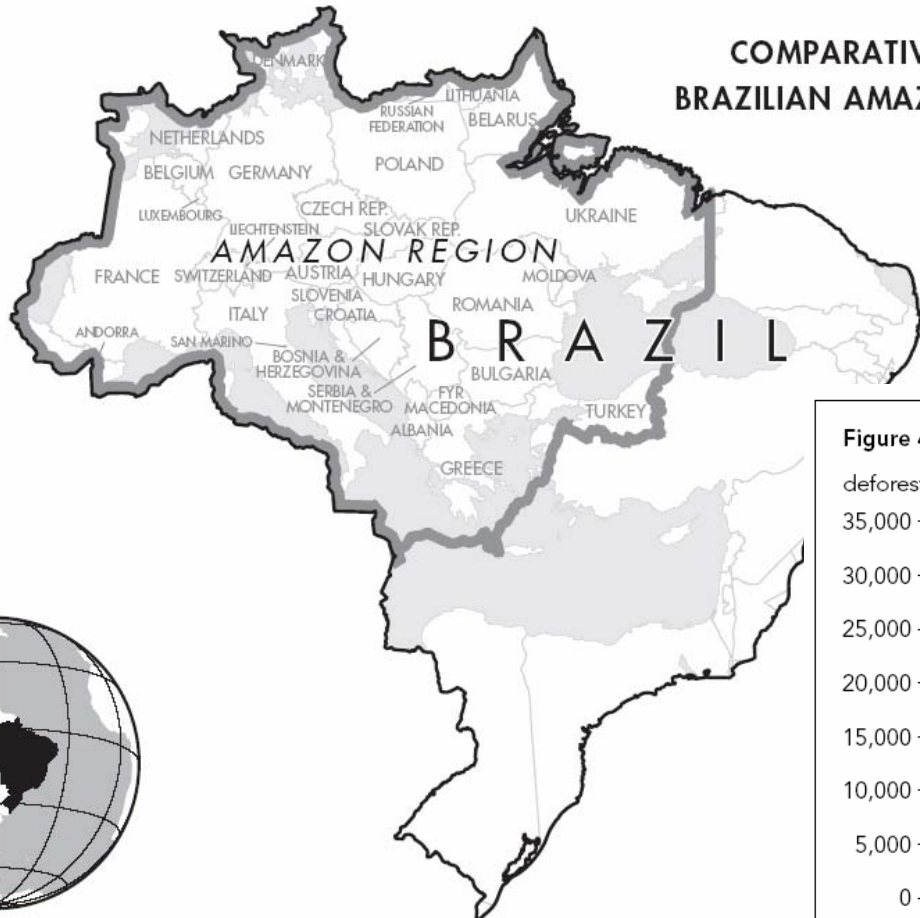 COMPARATIV
BRAZILIAN AMAZ
DENMARK
LITHUANIA
RUSSIAN
FEDERATION
BELARUS
NETHERLANDS
POLAND
BELGIUM
GERMANY
LUXEMBOURG
CZECH REP.
UKRAINE
LIECHTENSTEIN
SLOVAK REP.
AMAZON REGION
FRANCE
SWITZERLAND
AUSTRIA
HUNGARY
MOLDOVA
SLOVENIA
ROMANIA
ITALY
CROATIA
ANDORRA
SAN MARINO
BRAZIL
BOSNIA &
HERZEGOVINA
BULGARIA
SERBIA &
MONTENEGRO
FYR
MACEDONIA
TURKEY
ALBANIA
GREECE
Figure 4
defores
35,000
30,000
25,000
20,000
15,000
10,000
5,000
0